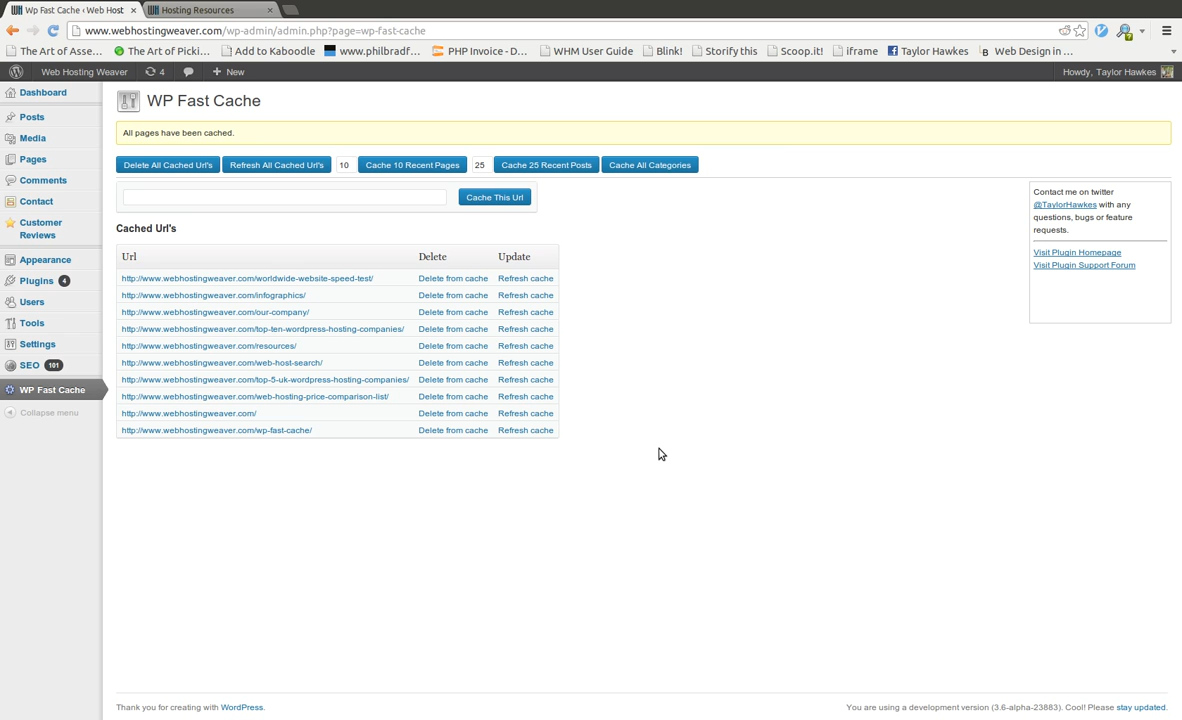 Wp Fast Cache ‹ Web Host
Hosting Resources
www.webhostingweaver.com/wp-admin/admin.php?page=wp-fast-cache
The Art of Asse... The Art of Picki... Add to Kaboodle www.philbradf... PHP Invoice - D... WHM User Guide Blink! Storify this Scoop.it! iframe Taylor Hawkes Web Design in ...
Web Hosting Weaver 4 New Howdy, Taylor Hawkes
Dashboard
Posts
Media
Pages
Comments
Contact
Customer
Reviews
Appearance
Plugins 4
Users
Tools
Settings
SEO 101
WP Fast Cache
Collapse menu
WP Fast Cache
All pages have been cached.
Delete All Cached Url's Refresh All Cached Url's 10 Cache 10 Recent Pages 25 Cache 25 Recent Posts Cache All Categories
Cache This Url
Cached Url's
Url Delete Update
http://www.webhostingweaver.com/worldwide-website-speed-test/ Delete from cache Refresh cache
http://www.webhostingweaver.com/infographics/ Delete from cache Refresh cache
http://www.webhostingweaver.com/our-company/ Delete from cache Refresh cache
http://www.webhostingweaver.com/top-ten-wordpress-hosting-companies/ Delete from cache Refresh cache
http://www.webhostingweaver.com/resources/ Delete from cache Refresh cache
http://www.webhostingweaver.com/web-host-search/ Delete from cache Refresh cache
http://www.webhostingweaver.com/top-5-uk-wordpress-hosting-companies/ Delete from cache Refresh cache
http://www.webhostingweaver.com/web-hosting-price-comparison-list/ Delete from cache Refresh cache
http://www.webhostingweaver.com/ Delete from cache Refresh cache
http://www.webhostingweaver.com/wp-fast-cache/ Delete from cache Refresh cache
Contact me on twitter
@TaylorHawkes with any
questions, bugs or feature
requests.
Visit Plugin Homepage
Visit Plugin Support Forum
Thank you for creating with WordPress.
You are using a development version (3.6-alpha-23883). Cool! Please stay updated.